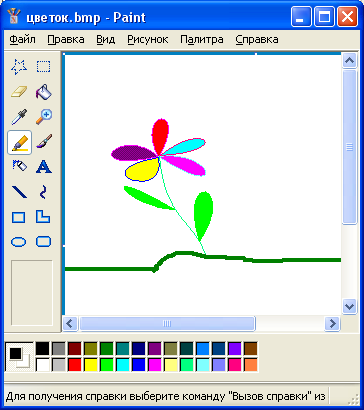 цветок.bmp - Paint
Файл Правка Вид Рисунок Палитра Справка
A
Для получения справки выберите команду "Вызов справки" из